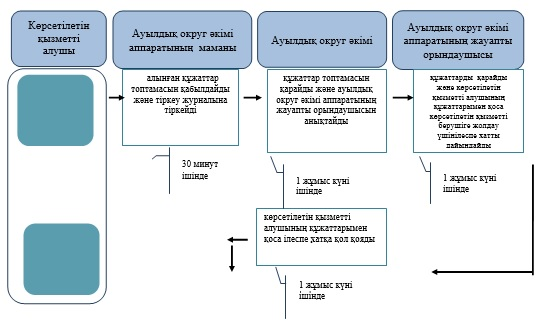 Көрсетілетін
қызметті
алушы
Ауылдық округ әкімі
аппаратының маманы
Ауылдық округ әкімі
Ауылдық округ әкімі
аппаратының жауапты
орындаушысы
алынған құжаттар
топтамасын қабылдайды
және тіркеу журналына
тіркейді
құжаттар топтамасын
қарайды және ауылдық
округ әкімі аппаратының
жауапты орындаушысын
анықтайды
құжаттарды қарайды
және көрсетілетін
қызметті алушының
құжаттарымен қоса
көрсетілетін қызметті
берушіге жолдау
үшінілеспе хатты
дайындайды
30 минут
ішінде
1 жұмыс күні
ішінде
1 жұмыс күні
ішінде
көрсетілетін қызметті
алушының құжаттарымен
қоса ілеспе хатқа қол қояды
1 жұмыс күні
ішінде